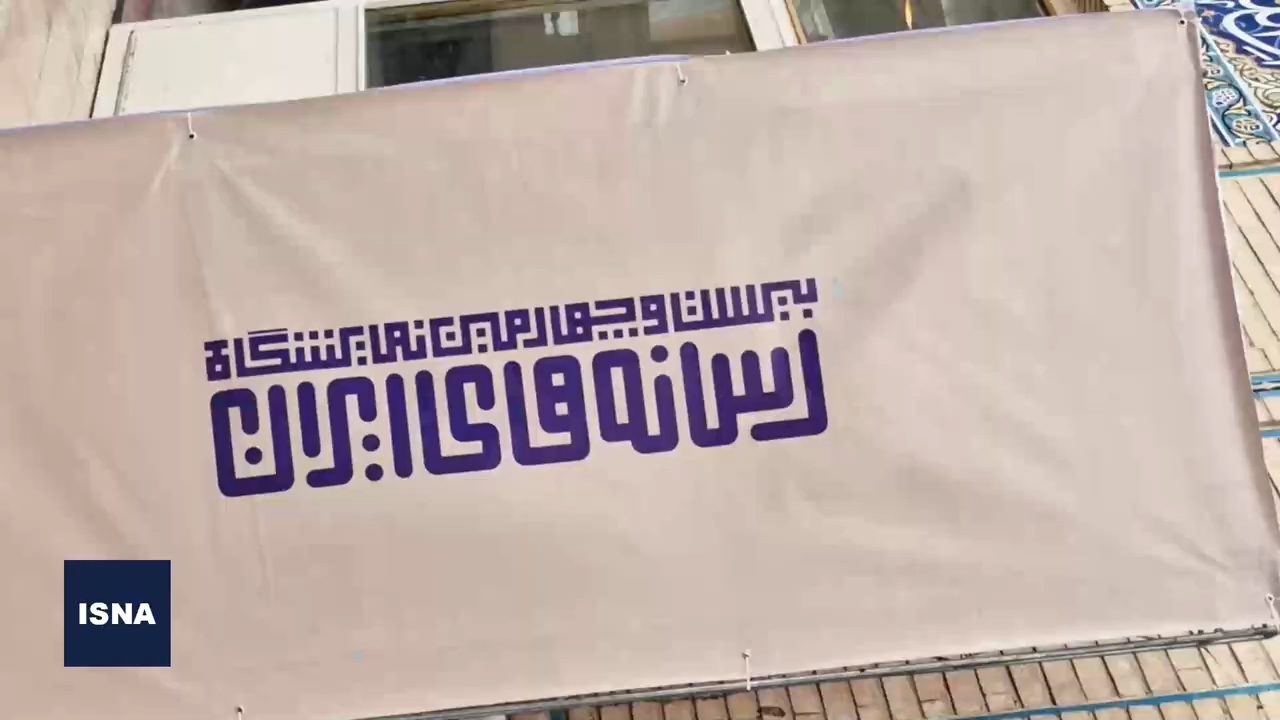 بیست و چهارمین نمایشگاه
رسانه های ایران
ISNA